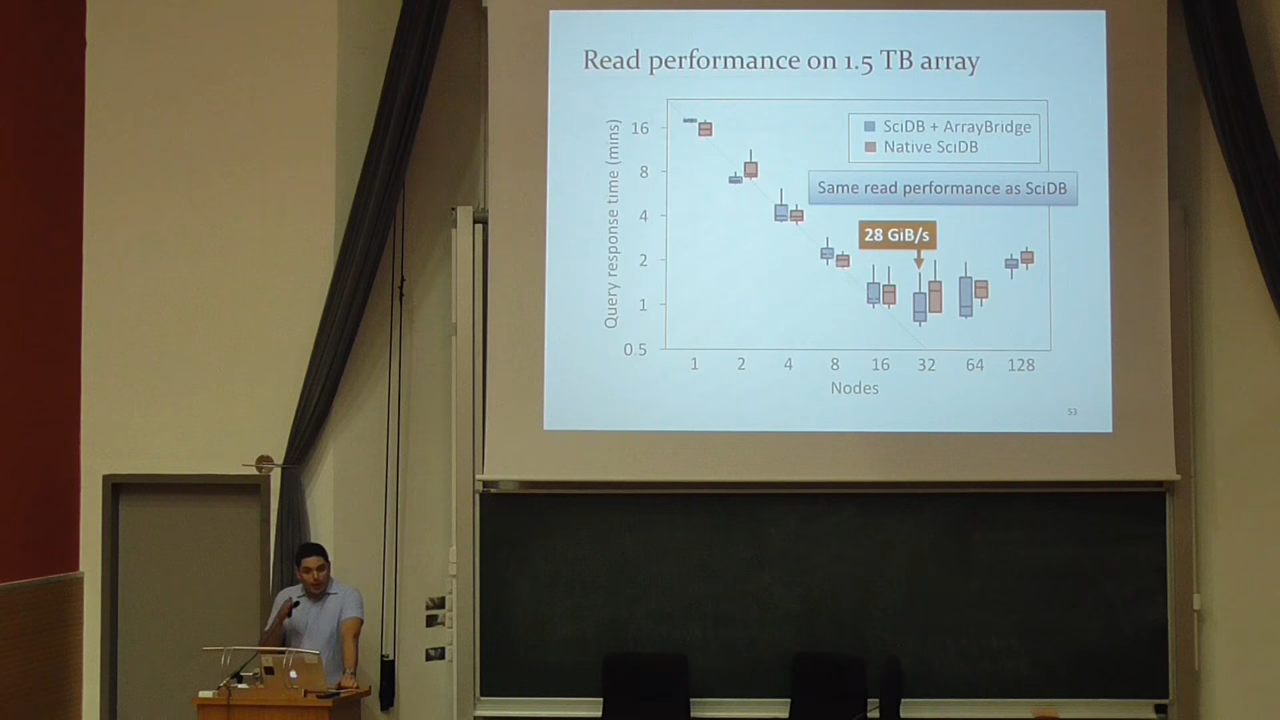 Read performance on 1.5 TB array
SciDB + ArrayBridge
Native SciDB
Same read performance as SciDB
28 GiB/s
Query response time (mins)
16
8
4
2
1
0.5
1 2 4 8 16 32 64 128
Nodes
53